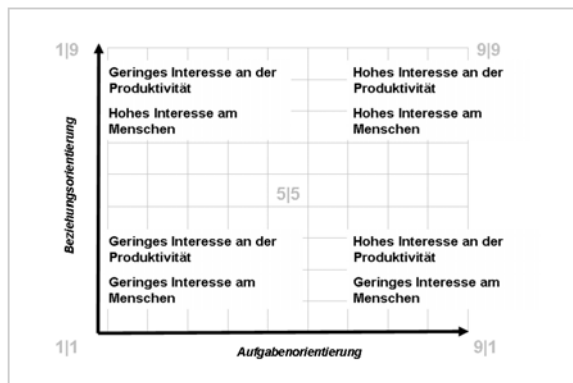 1|9
9|9
Geringes Interesse an der
Produktivität
Hohes Interesse am
Menschen
Hohes Interesse an der
Produktivität
Hohes Interesse am
Menschen
Beziehungsorientierung
5|5
Geringes Interesse an der
Produktivität
Geringes Interesse am
Menschen
Hohes Interesse an der
Produktivität
Geringes Interesse am
Menschen
1|1
Aufgabenorientierung
9|1